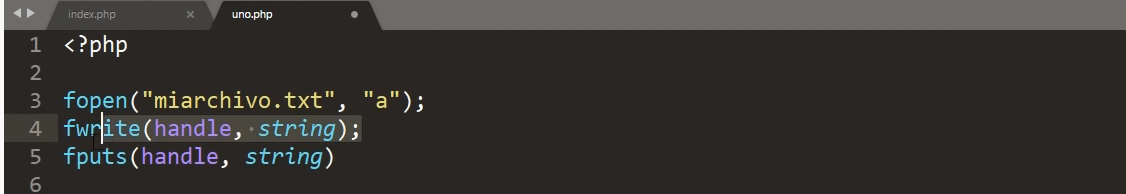 index.php × uno.php
1 <?php
2
3 fopen("miarchivo.txt", "a");
4 fwrite(handle, string);
5 fputs(handle, string)
6